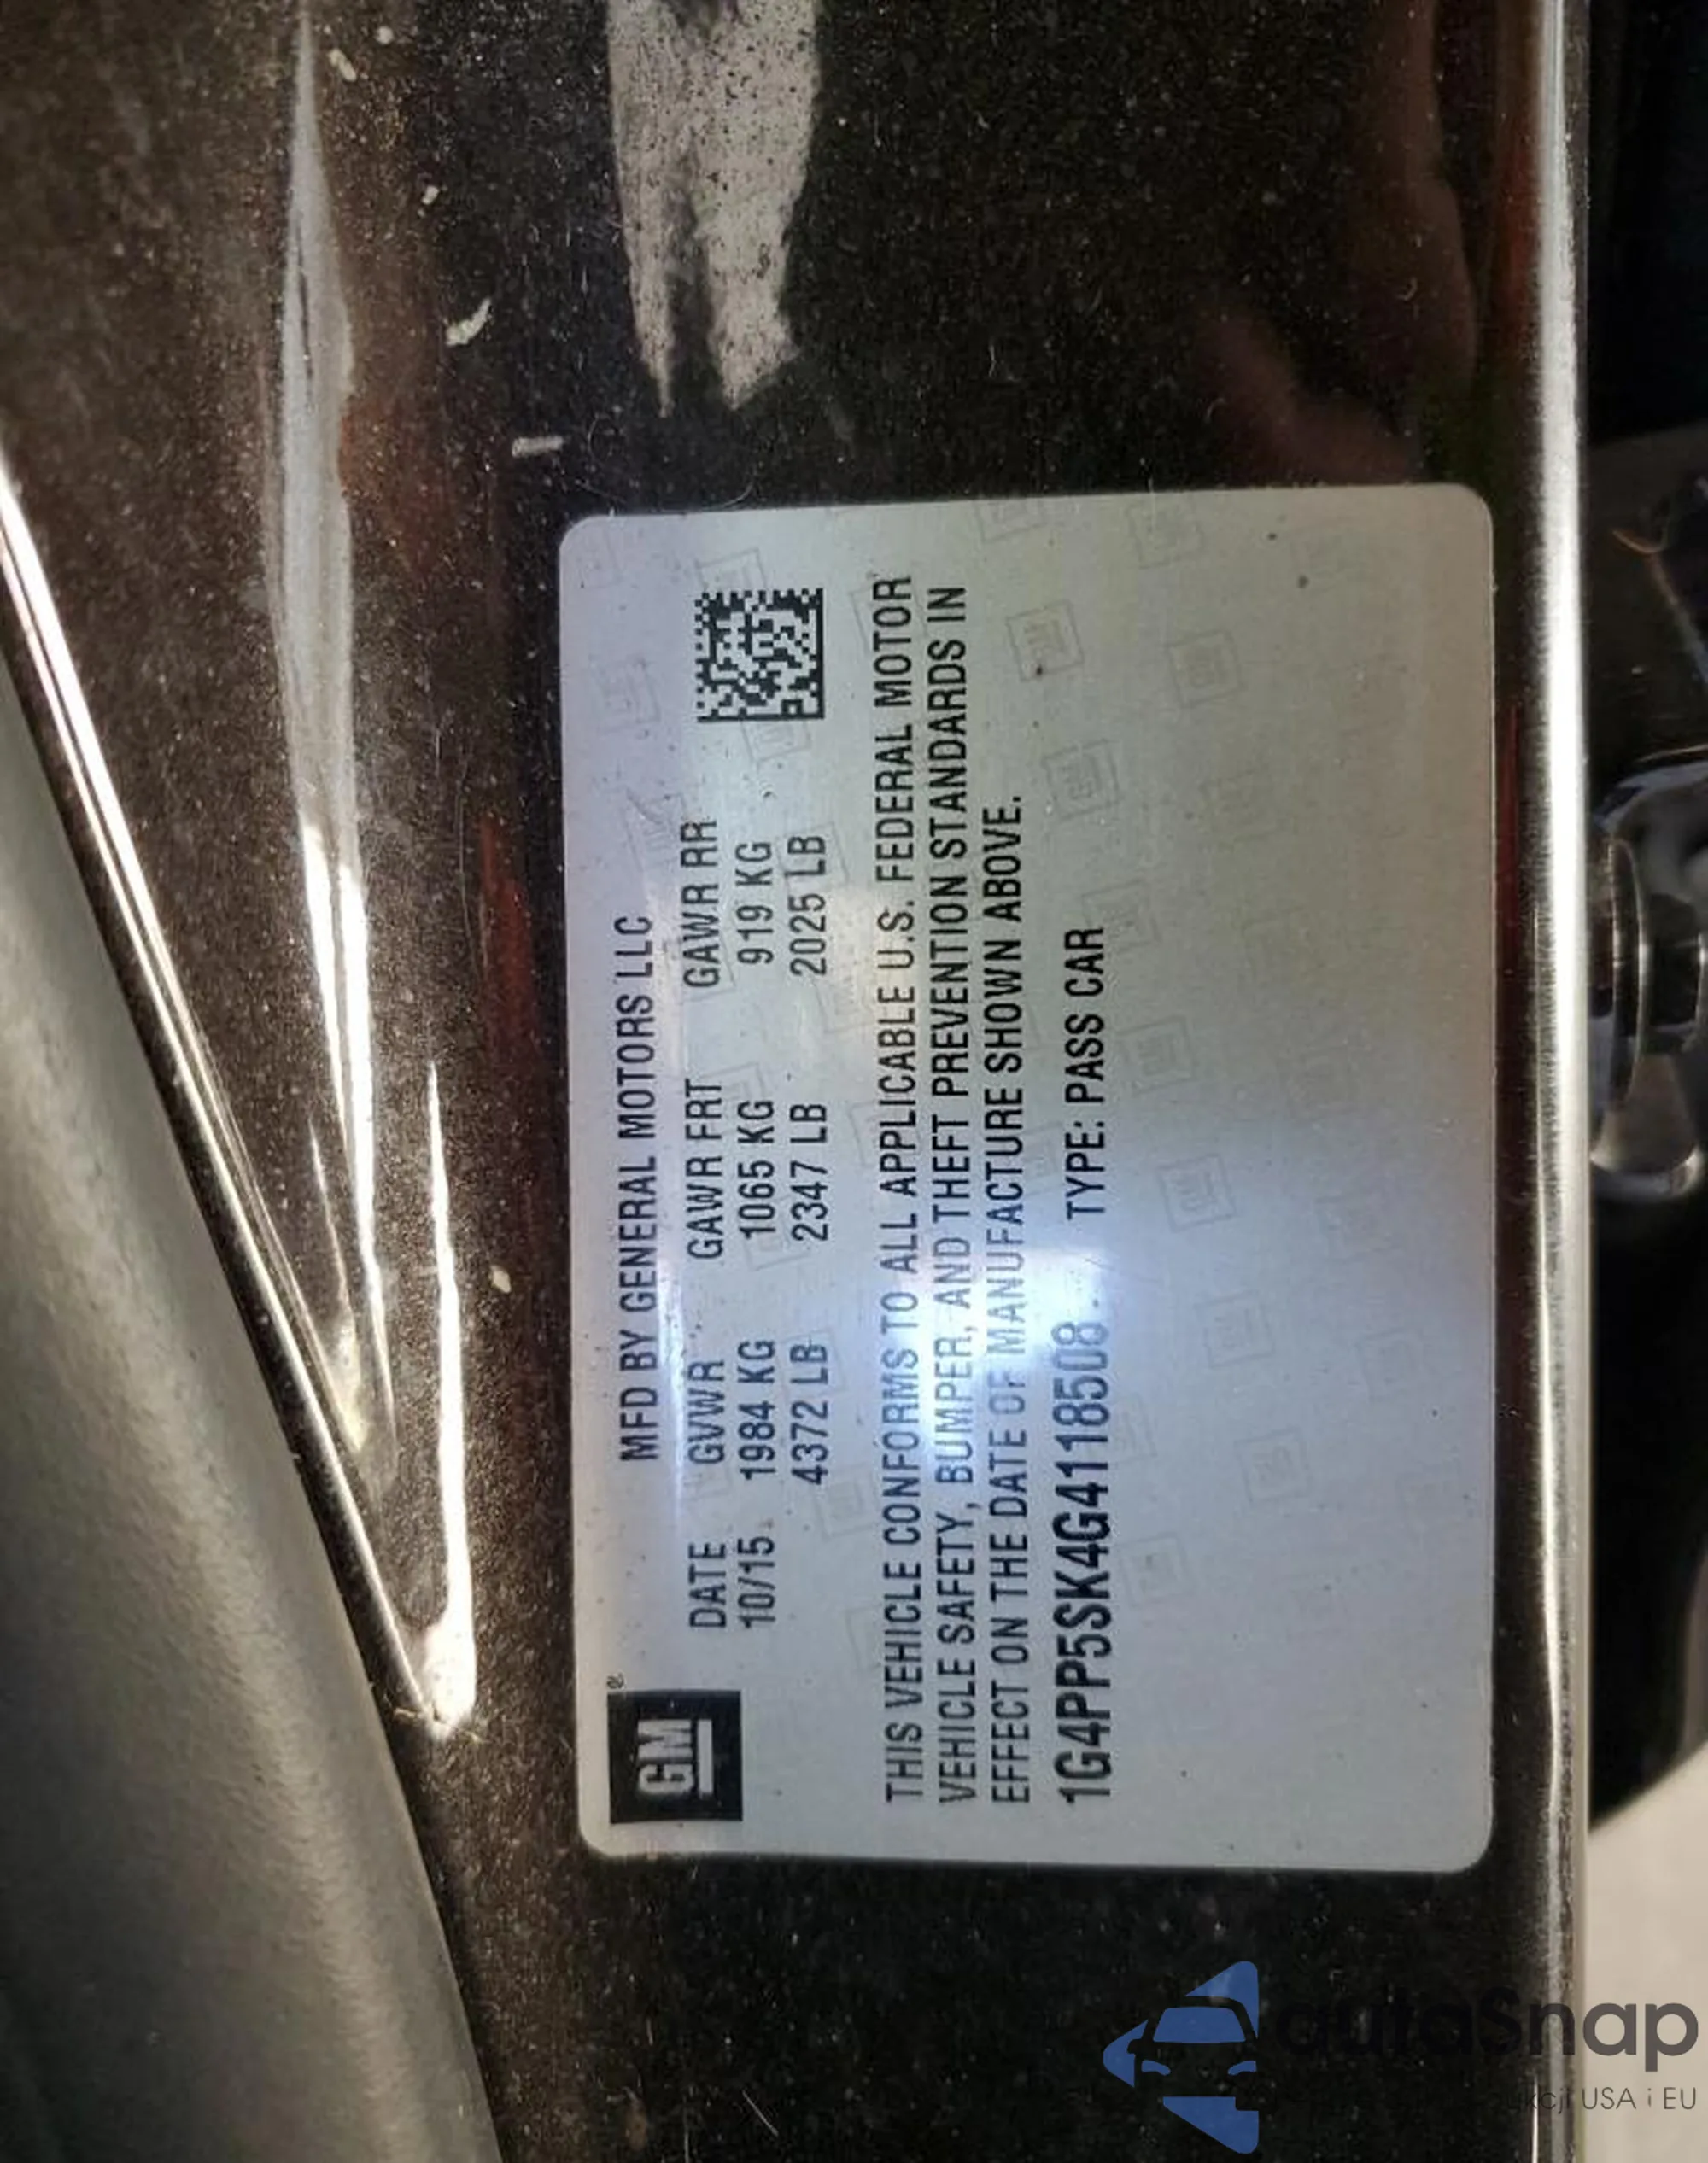 GM ®
MFD BY GENERAL MOTORS LLC
DATE GVWR GAWR FRT GAWR RR
10/15 1984 KG 1065 KG 919 KG
4372 LB 2347 LB 2025 LB
THIS VEHICLE CONFORMS TO ALL APPLICABLE U.S. FEDERAL MOTOR
VEHICLE SAFETY, BUMPER, AND THEFT PREVENTION STANDARDS IN
EFFECT ON THE DATE OF MANUFACTURE SHOWN ABOVE.
1G4PP5SK4G4118508 TYPE: PASS CAR
autaSnap
USA i EU